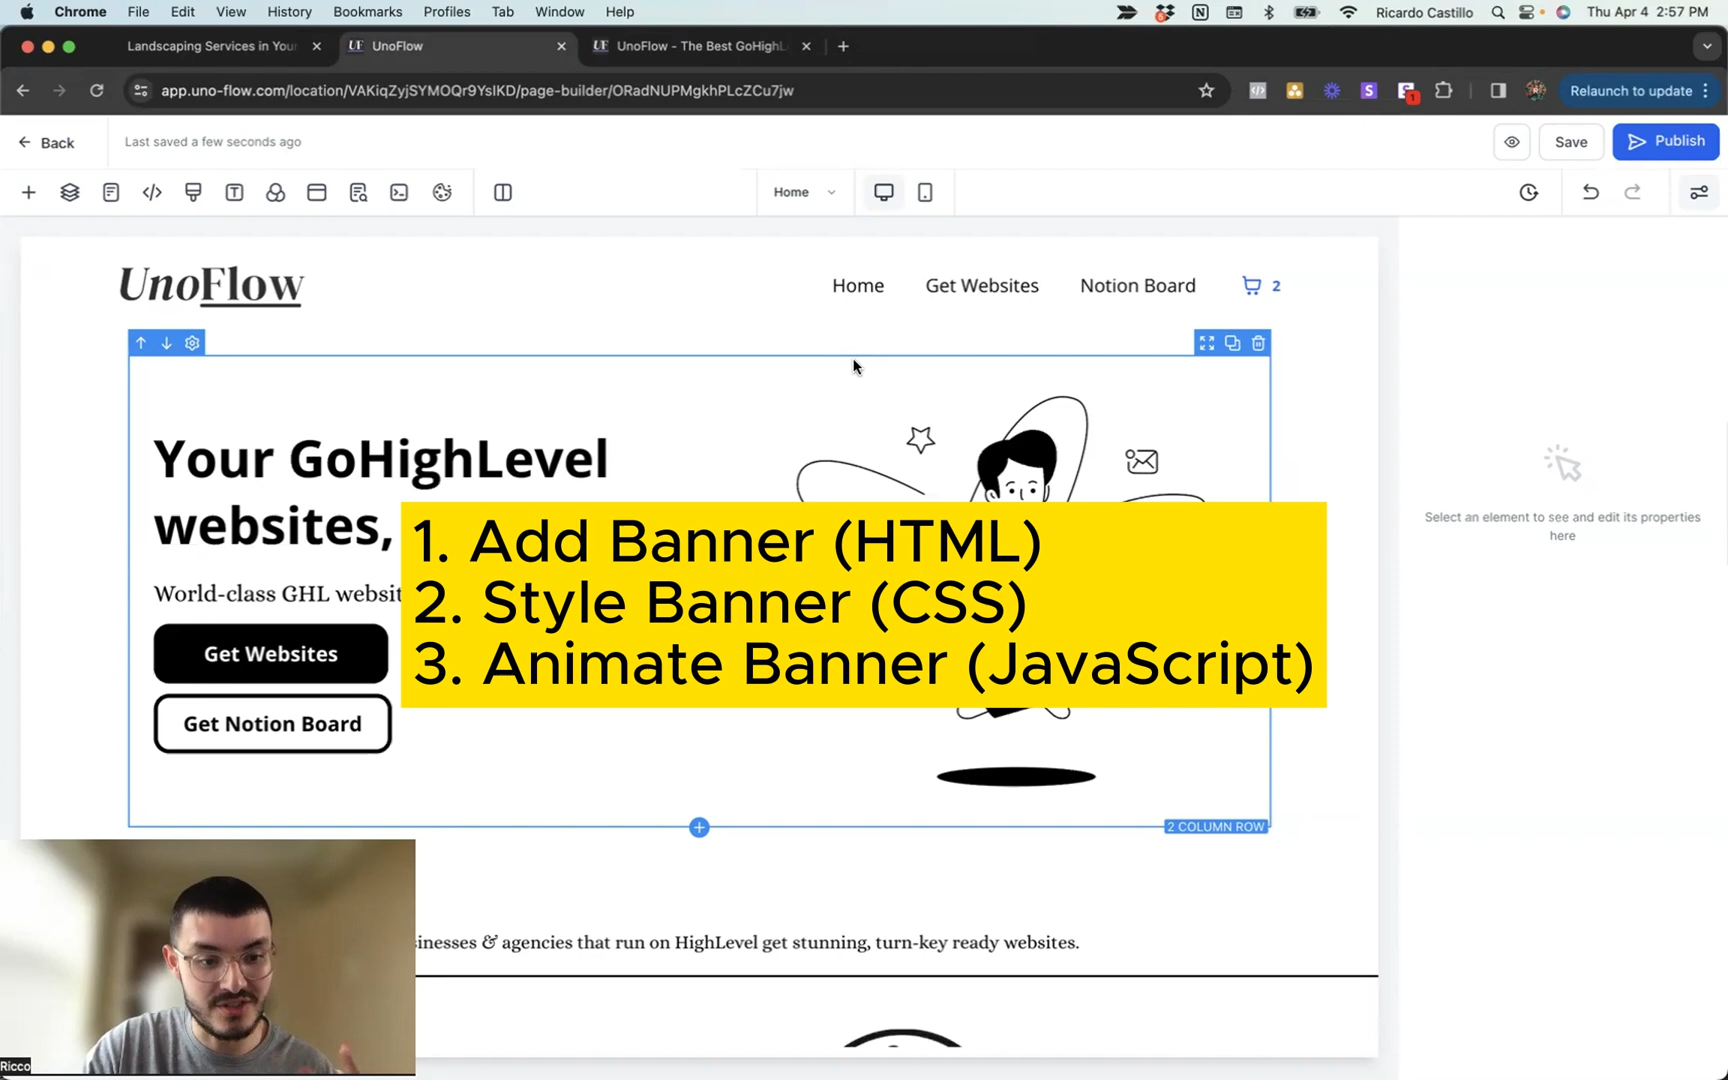 Chrome File Edit View History Bookmarks Profiles Tab Window Help Ricardo Castillo Thu Apr 4 2:57 PM
Landscaping Services in Your UnoFlow UnoFlow - The Best GoHighL
app.uno-flow.com/location/VAKiqZyjSYMOQr9YsIKD/page-builder/ORadNUPMgkhPLcZCu7jw Relaunch to update
Back Last saved a few seconds ago Save Publish
Home
UnoFlow Home Get Websites Notion Board 2
Your GoHighLevel
websites,
World-class GHL websit
Get Websites
Get Notion Board
1. Add Banner (HTML)
2. Style Banner (CSS)
3. Animate Banner (JavaScript)
Select an element to see and edit its properties
here
2 COLUMN ROW
inesses & agencies that run on HighLevel get stunning, turn-key ready websites.
Ricco